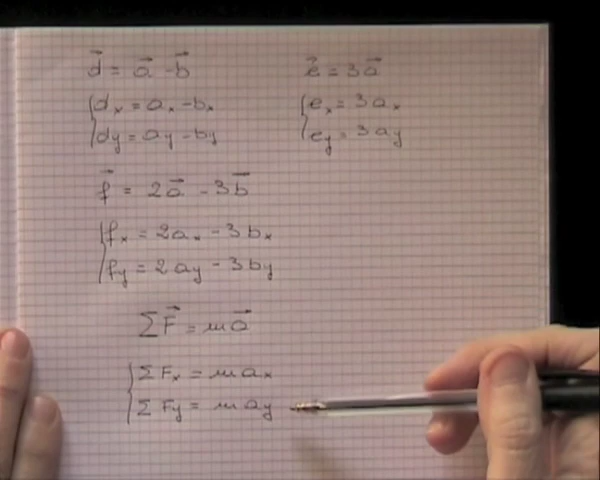 d⃗ = a⃗ - b⃗
e⃗ = 3a⃗
{ dₓ = aₓ - bₓ
{ eₓ = 3aₓ
dy = ay - by
ey = 3ay
f⃗ = 2a⃗ - 3b⃗
{ fₓ = 2aₓ - 3bₓ
fy = 2ay - 3by
ΣF⃗ = ma⃗
{ ΣFₓ = maₓ
ΣFy = may